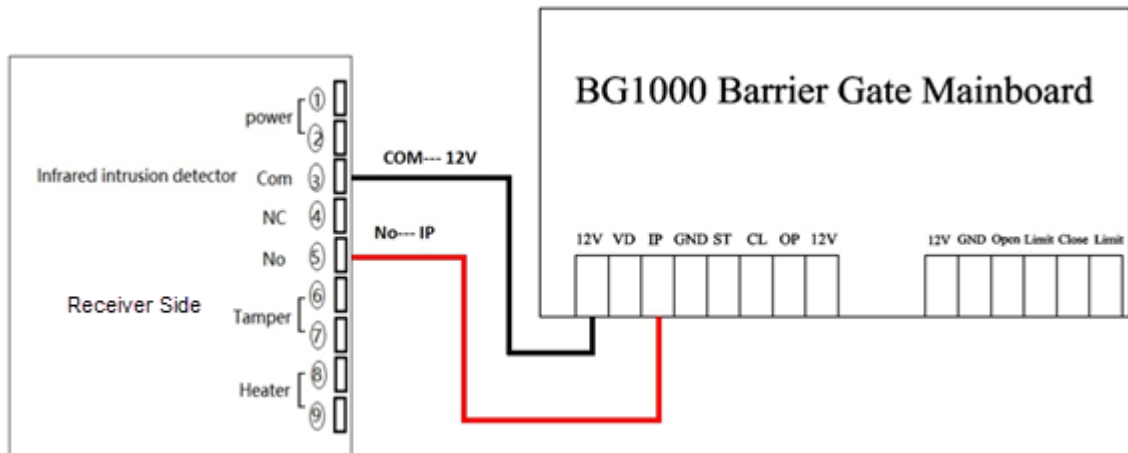 BG1000 Barrier Gate Mainboard
power
①
②
Infrared intrusion detector Com ③
NC ④
No ⑤
Receiver Side
Tamper
⑥
⑦
Heater
⑧
⑨
COM--- 12V
No--- IP
12V VD IP GND ST CL OP 12V
12V GND Open Limit Close Limit